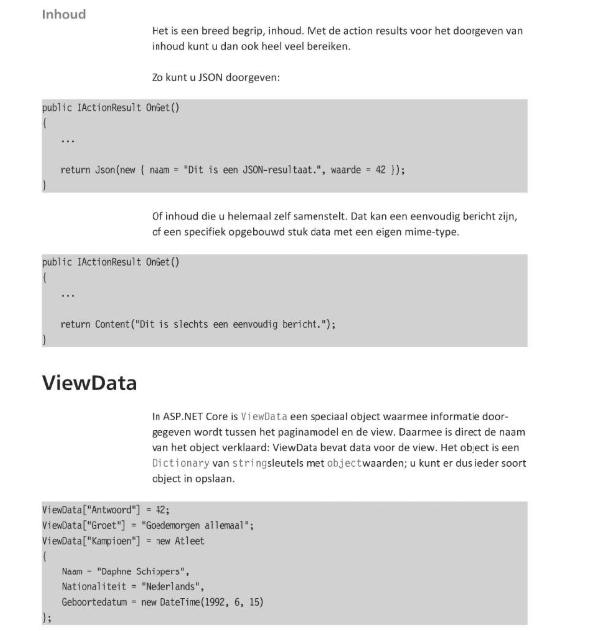 Inhoud
Het is een breed begrip, inhoud. Met de action results voor het doorgeven van
inhoud kunt u dan ook heel veel bereiken.
Zo kunt u JSON doorgeven:
public IActionResult OnGet()
{
...
return Json(new { naam = "Dit is een JSON-resultaat.", waarde = 42 });
}
Of inhoud die u helemaal zelf samenstelt. Dat kan een eenvoudig bericht zijn,
of een specifiek opgebouwd stuk data met een eigen mime-type.
public IActionResult OnGet()
{
...
return Content("Dit is slechts een eenvoudig bericht.");
}
ViewData
In ASP.NET Core is ViewData een speciaal object waarmee informatie door-
gegeven wordt tussen het paginamodel en de view. Daarmee is direct de naam
van het object verklaard: ViewData bevat data voor de view. Het object is een
Dictionary van stringsleutels met objectwaarden; u kunt er dus ieder soort
object in opslaan.
ViewData["Antwoord"] = 42;
ViewData["Groet"] = "Goedemorgen allemaal";
ViewData["Kampioen"] = new Atleet
{
Naam = "Daphne Schippers",
Nationaliteit = "Nederlands",
Geboortedatum = new DateTime(1992, 6, 15)
};